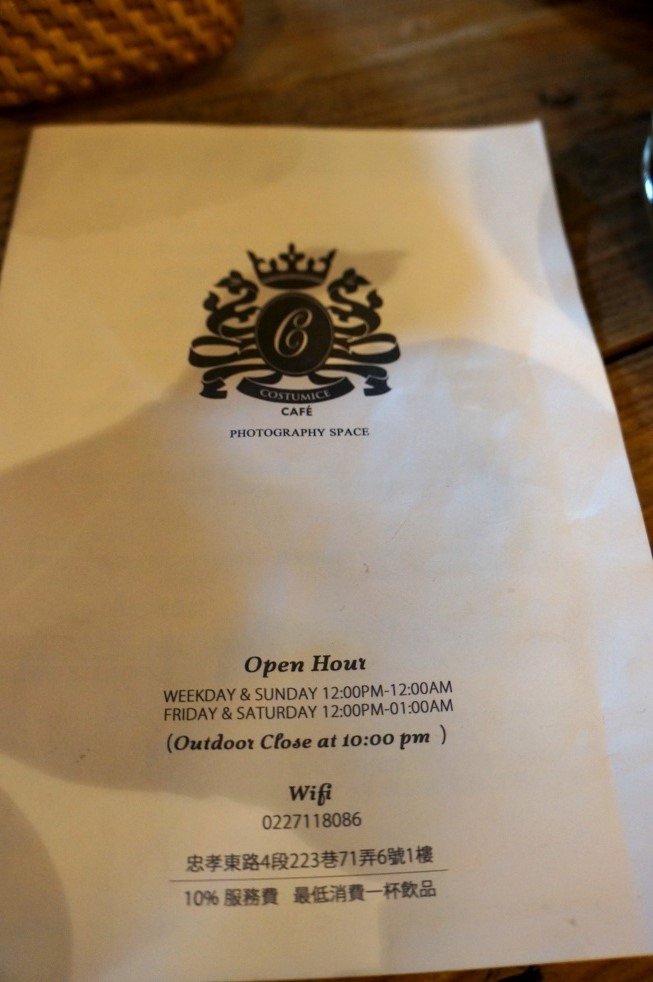 C
COSTUMICE
CAFÉ
PHOTOGRAPHY SPACE
Open Hour
WEEKDAY & SUNDAY 12:00PM-12:00AM
FRIDAY & SATURDAY 12:00PM-01:00AM
(Outdoor Close at 10:00 pm )
Wifi
0227118086
忠孝東路4段223巷71弄6號1樓
10% 服務費 最低消費一杯飲品